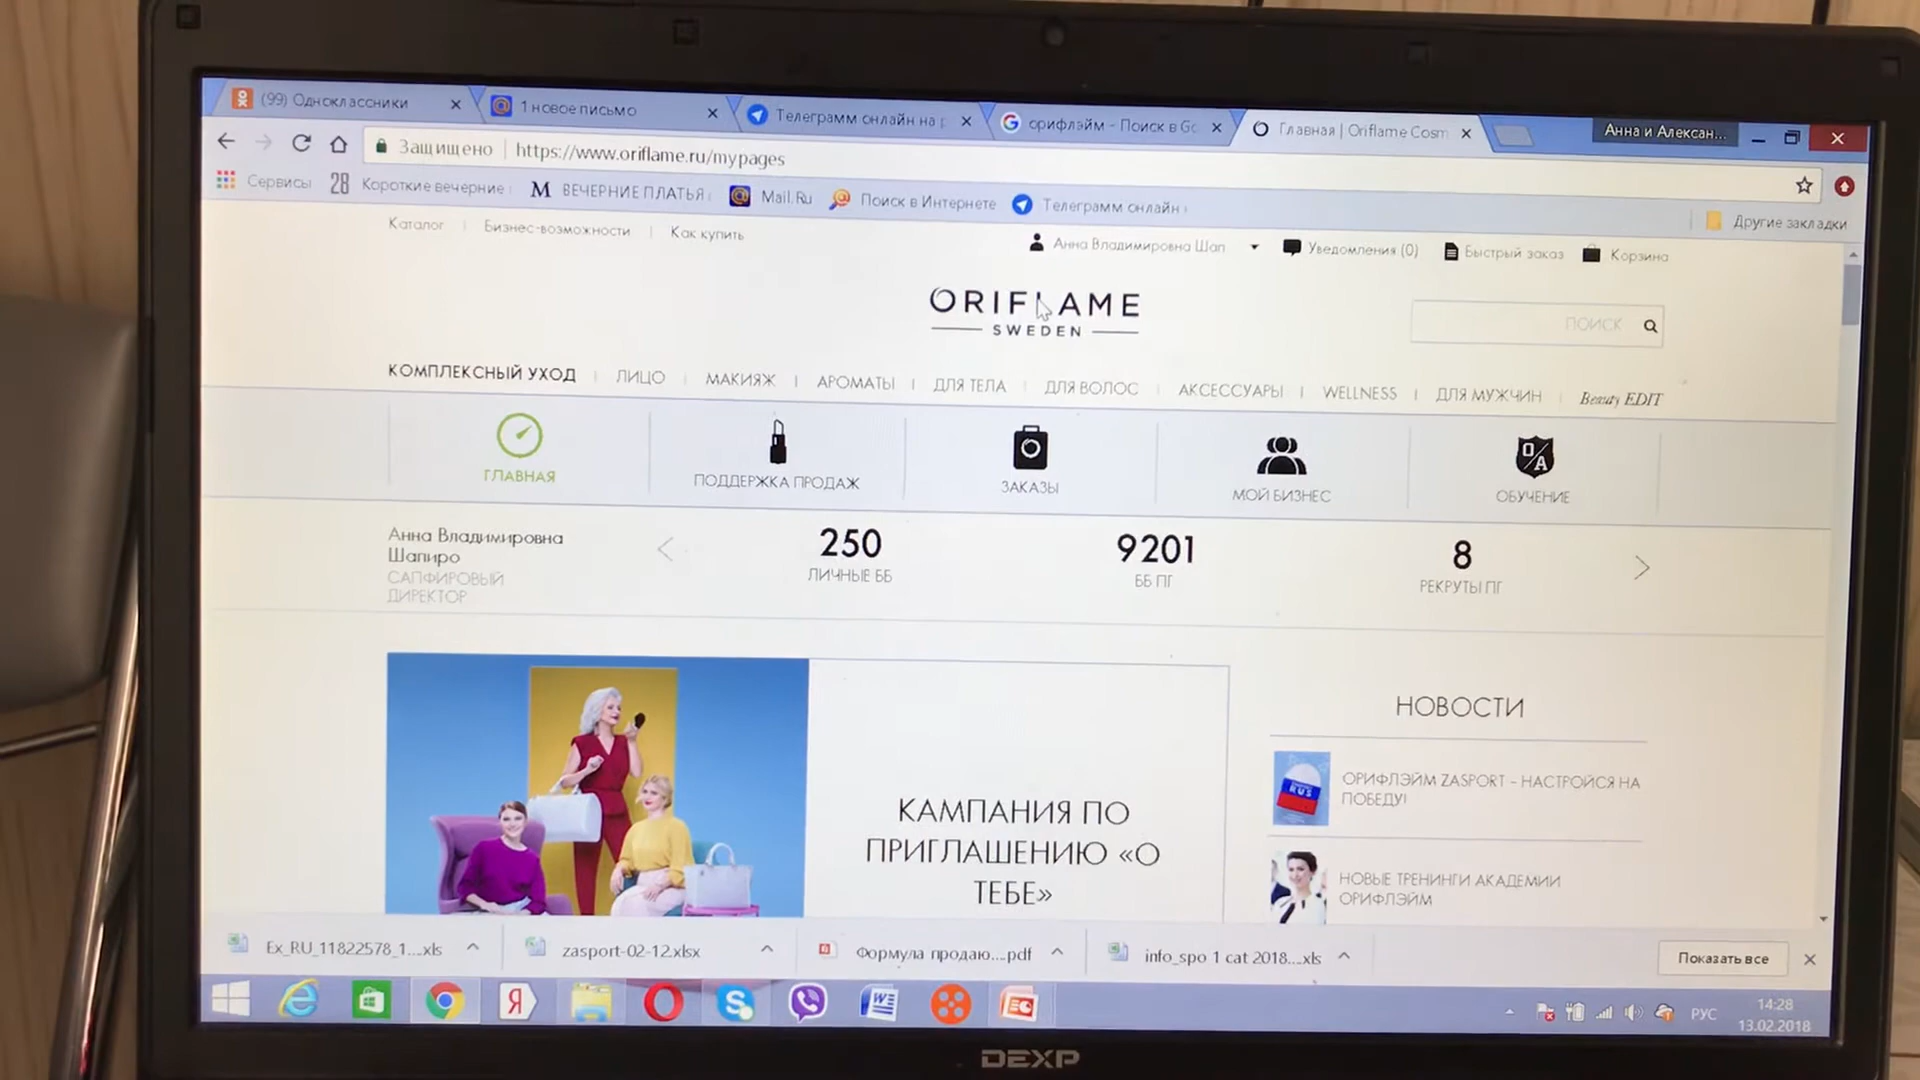 (99) Одноклассники
1 новое письмо
Телеграмм онлайн на р
орифлэйм - Поиск в Go
Главная | Oriflame Cosm
Анна и Алексан...
Защищено
https://www.oriflame.ru/mypages
Сервисы
28
Короткие вечерние
M
ВЕЧЕРНИЕ ПЛАТЬЯ
Mail.Ru
Поиск в Интернете
Телеграмм онлайн
Другие закладки
Каталог
Бизнес-возможности
Как купить
Анна Владимировна Шап
Уведомления (0)
Быстрый заказ
Корзина
ORIFLAME
SWEDEN
ПОИСК
КОМПЛЕКСНЫЙ УХОД
ЛИЦО
МАКИЯЖ
АРОМАТЫ
ДЛЯ ТЕЛА
ДЛЯ ВОЛОС
АКСЕССУАРЫ
WELLNESS
ДЛЯ МУЖЧИН
Beauty EDIT
ГЛАВНАЯ
ПОДДЕРЖКА ПРОДАЖ
ЗАКАЗЫ
МОЙ БИЗНЕС
O/A
ОБУЧЕНИЕ
Анна Владимировна
Шапиро
САПФИРОВЫЙ
ДИРЕКТОР
250
ЛИЧНЫЕ ББ
9201
ББ ПГ
8
РЕКРУТЫ ПГ
КАМПАНИЯ ПО
ПРИГЛАШЕНИЮ «О
ТЕБЕ»
НОВОСТИ
RUS
ОРИФЛЭЙМ ZASPORT – НАСТРОЙСЯ НА
ПОБЕДУ!
НОВЫЕ ТРЕНИНГИ АКАДЕМИИ
ОРИФЛЭЙМ
Ex_RU_11822578_1....xls
zasport-02-12.xlsx
Формула продаю....pdf
info_spo 1 cat 2018....xls
Показать все
РУС
14:28
13.02.2018
DEXP